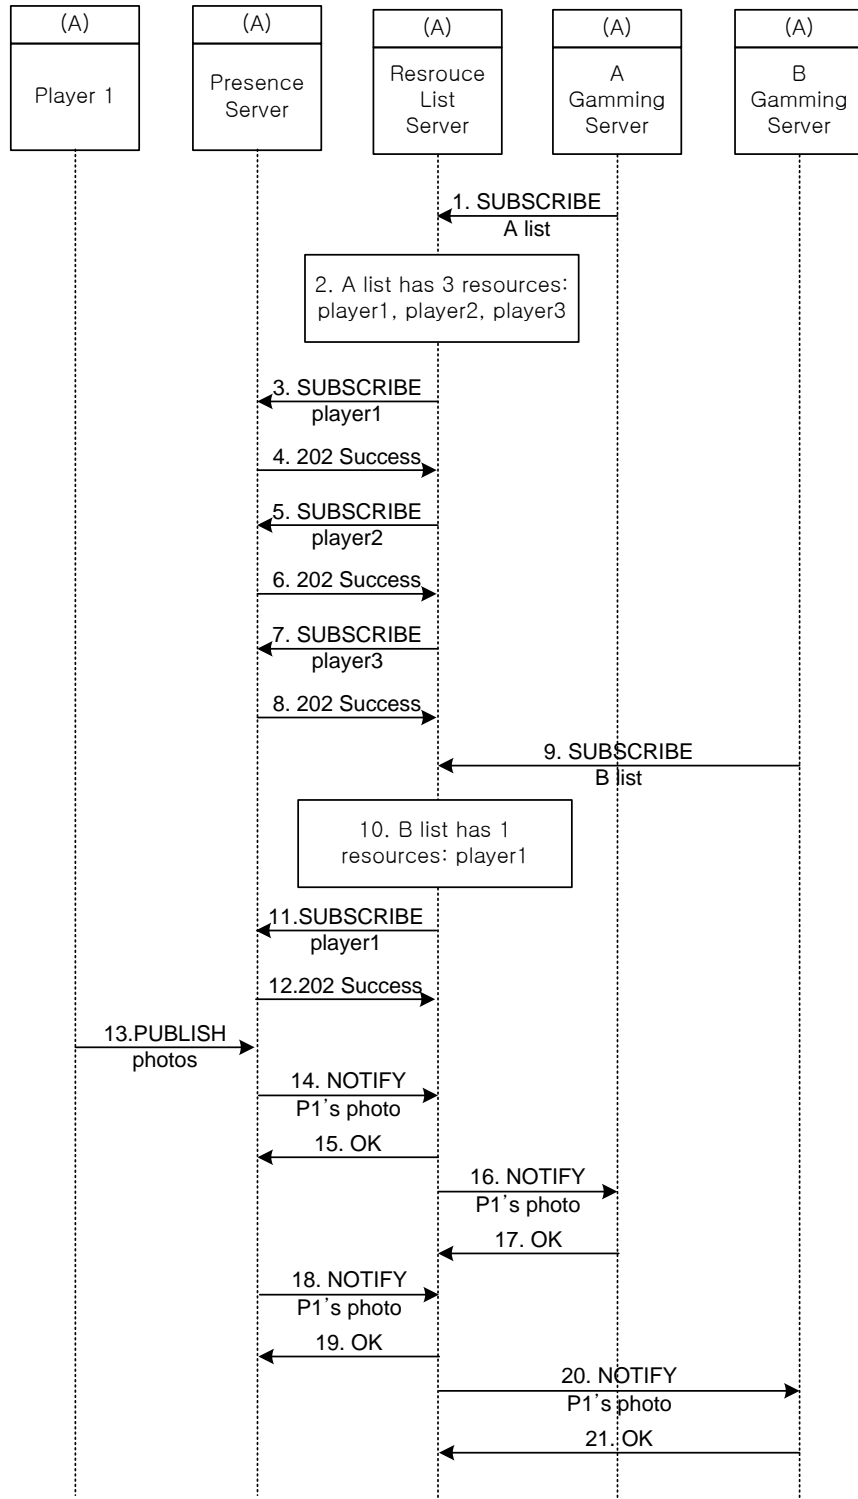 (A)
(A)
(A)
(A)
(A)
Player 1
Presence
Server
Resrouce
List
Server
A
Gamming
Server
B
Gamming
Server
1. SUBSCRIBE
A list
2. A list has 3 resources:
player1, player2, player3
3. SUBSCRIBE
player1
4. 202 Success
5. SUBSCRIBE
player2
6. 202 Success
7. SUBSCRIBE
player3
8. 202 Success
9. SUBSCRIBE
B list
10. B list has 1
resources: player1
11.SUBSCRIBE
player1
12.202 Success
13.PUBLISH
photos
14. NOTIFY
P1's photo
15. OK
16. NOTIFY
P1's photo
17. OK
18. NOTIFY
P1's photo
19. OK
20. NOTIFY
P1's photo
21. OK